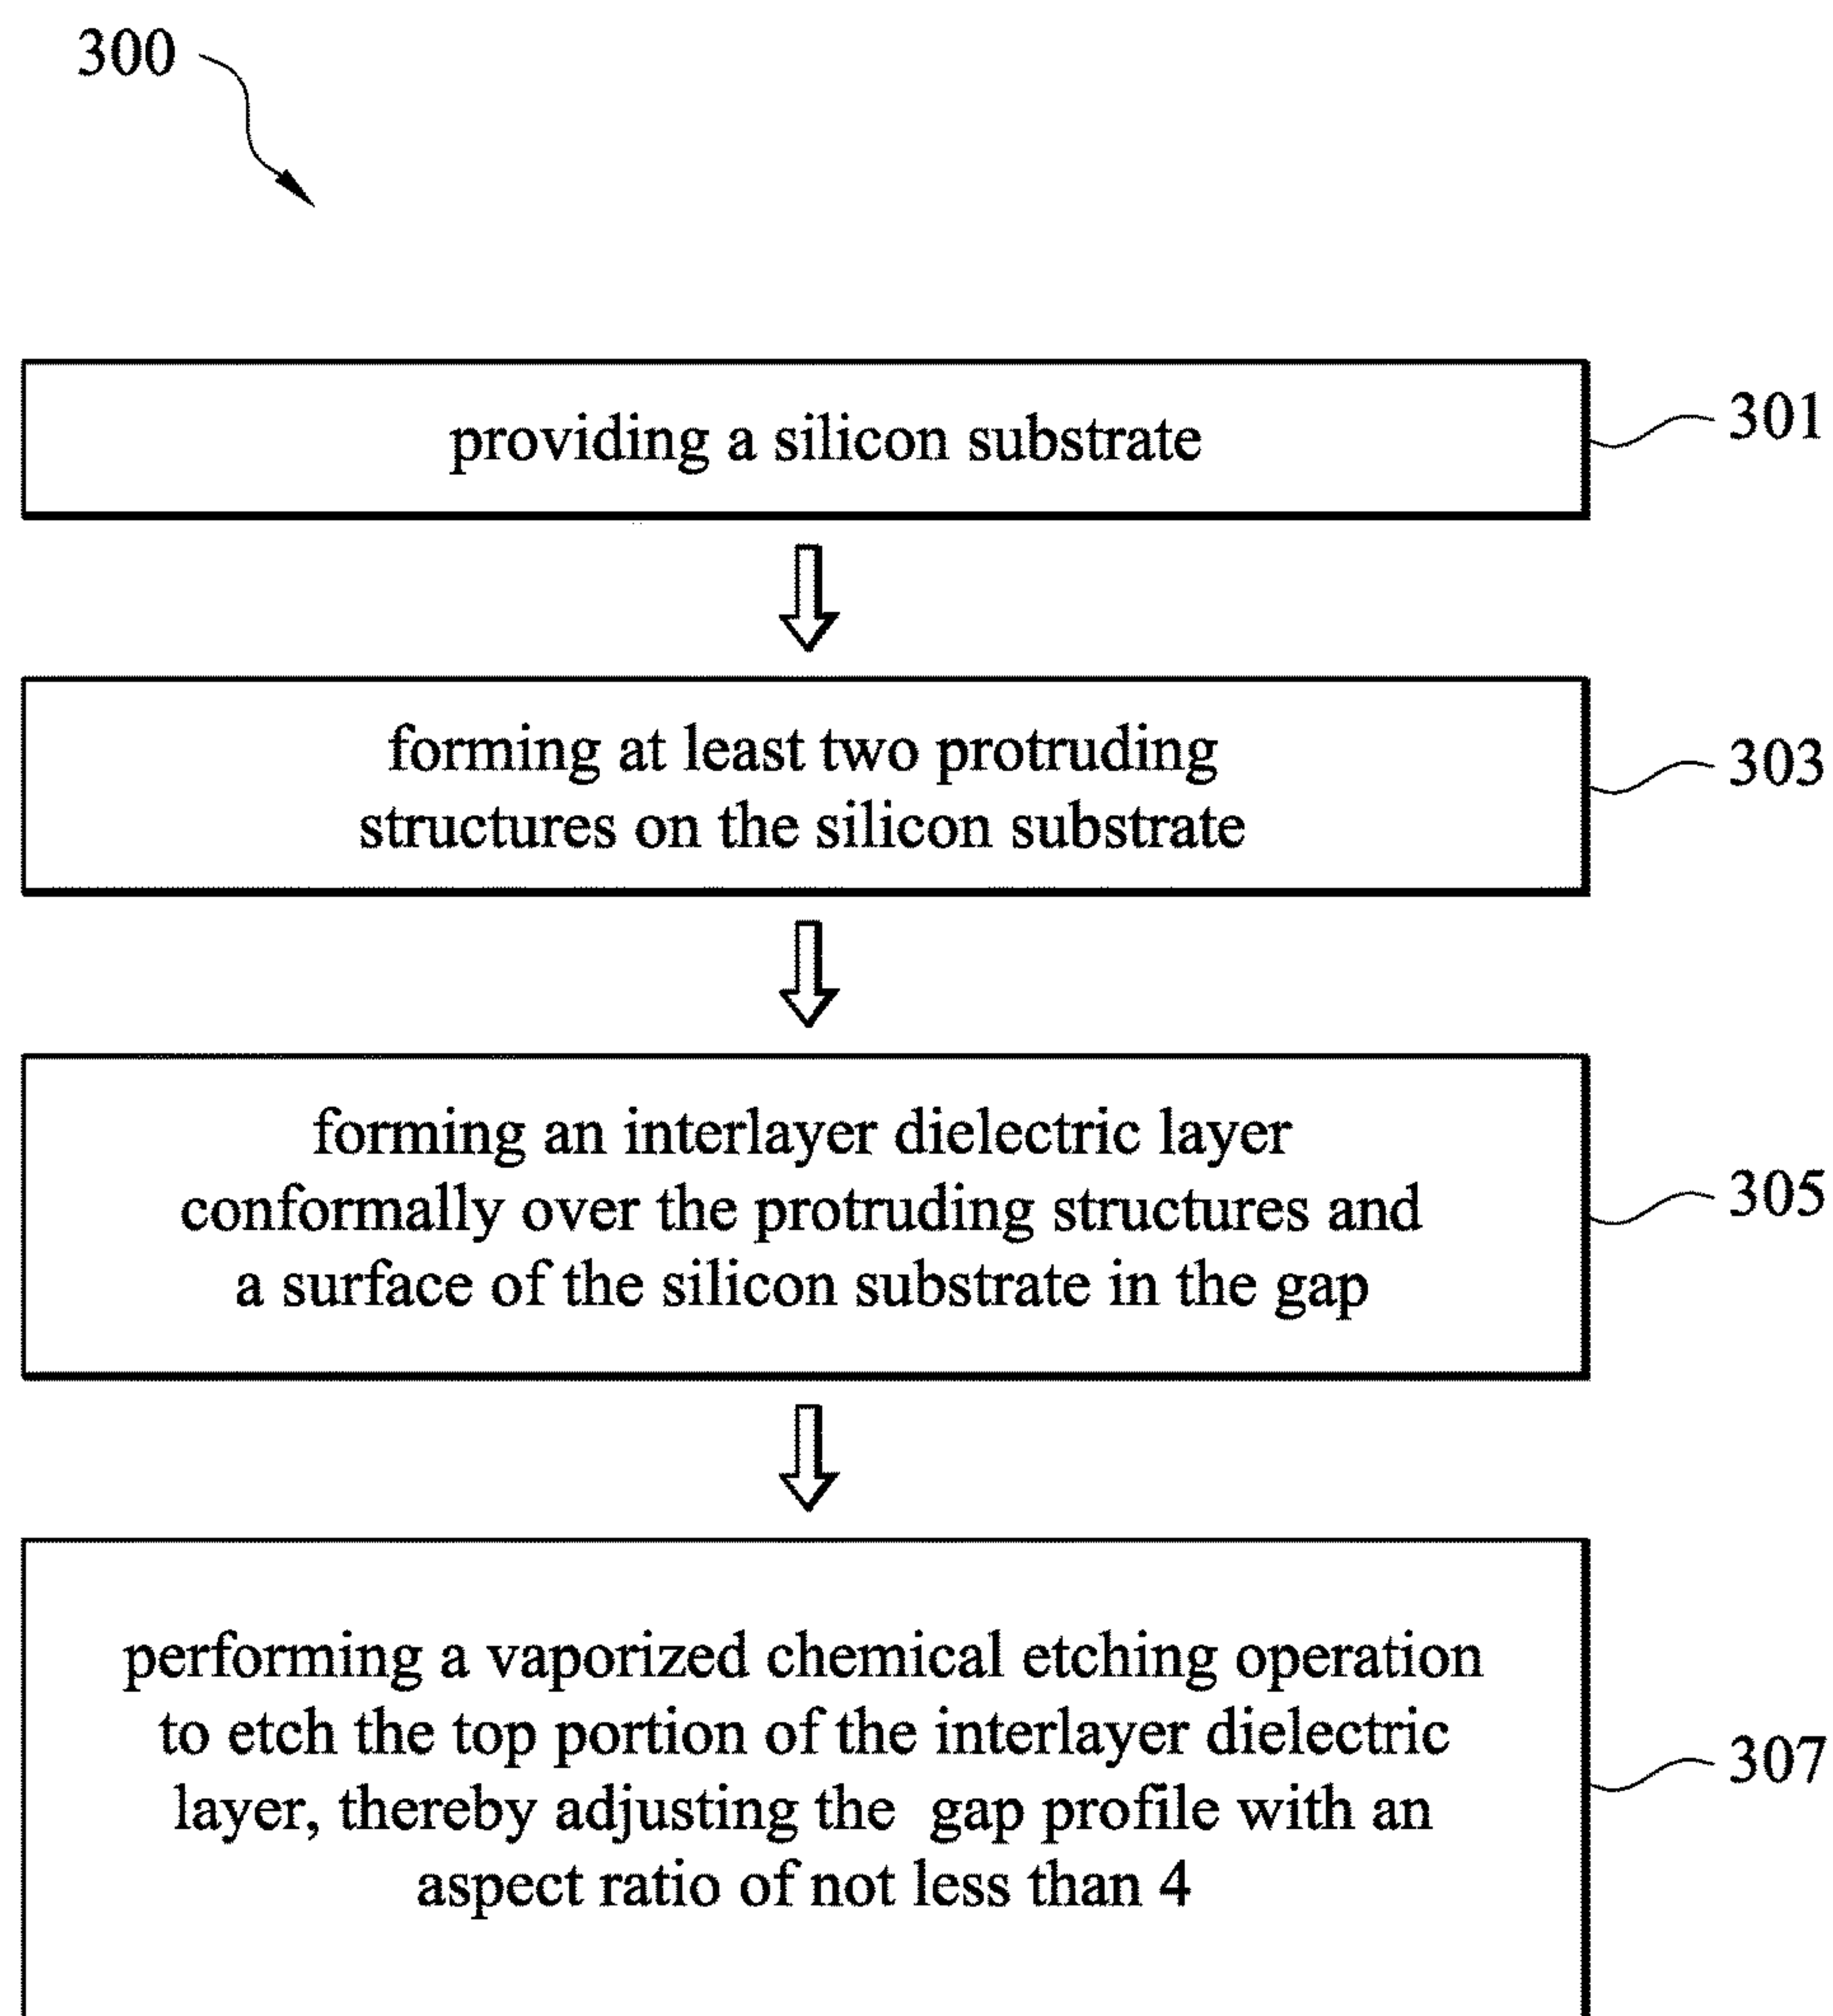 300
providing a silicon substrate
301
forming at least two protruding
structures on the silicon substrate
303
forming an interlayer dielectric layer
conformally over the protruding structures and
a surface of the silicon substrate in the gap
305
performing a vaporized chemical etching operation
to etch the top portion of the interlayer dielectric
layer, thereby adjusting the gap profile with an
aspect ratio of not less than 4
307